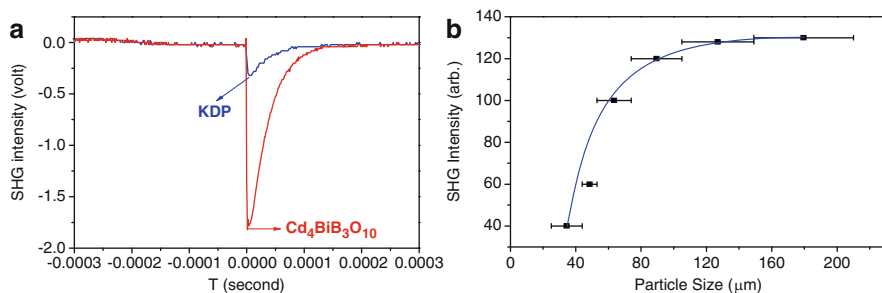 a
SHG intensity (volt)
0.0
-0.5
-1.0
-1.5
-2.0
KDP
Cd₄BiB₃O₁₀
-0.0003 -0.0002 -0.0001 0.0000 0.0001 0.0002 0.0003
T (second)
b
SHG Intensity (arb.)
140
120
100
80
60
40
0 40 80 120 160 200
Particle Size (μm)